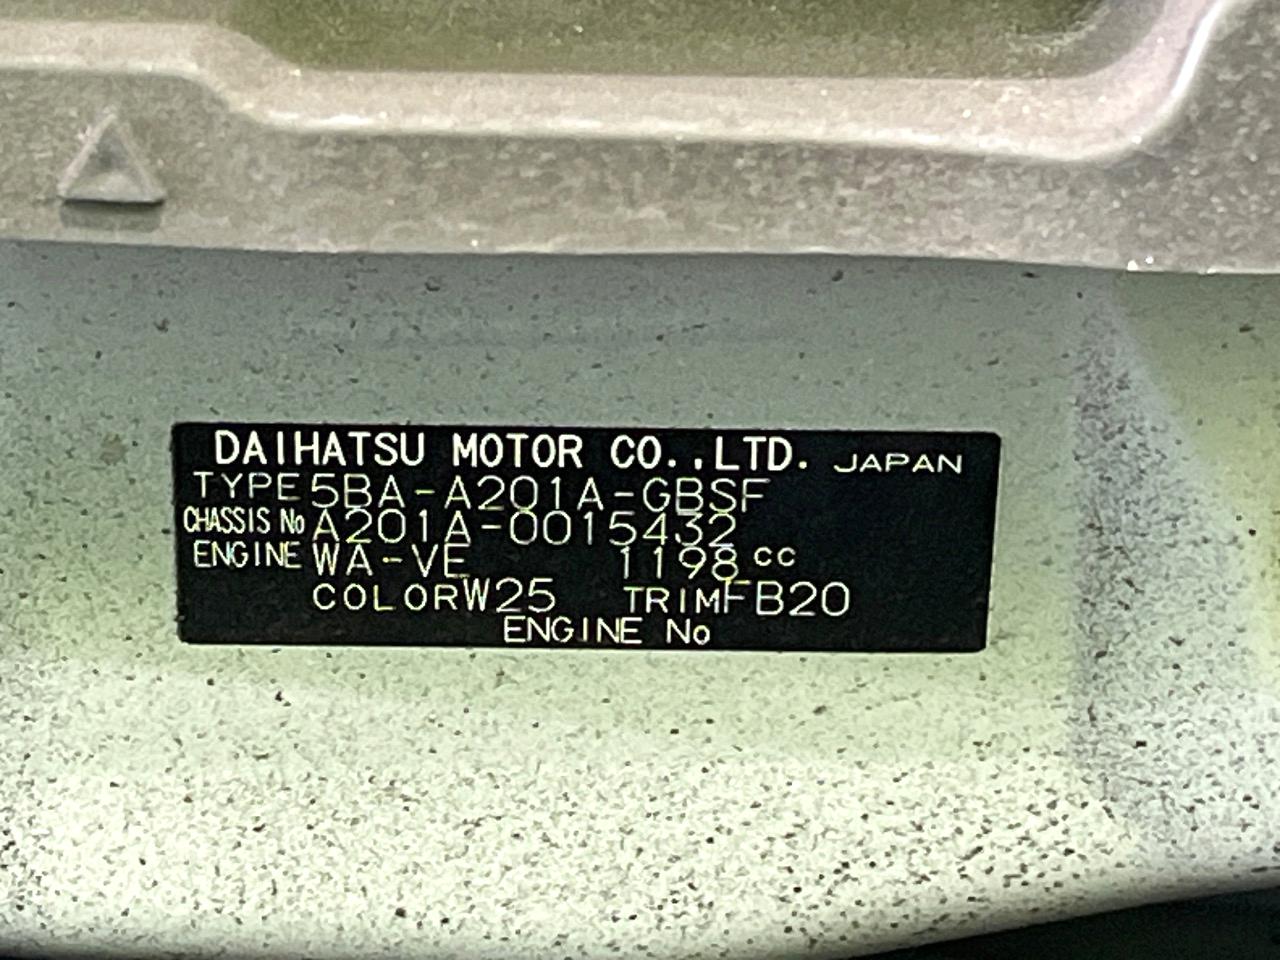 DAIHATSU MOTOR CO.,LTD. JAPAN
TYPE 5BA-A201A-GBSF
CHASSIS No A201A-0015432
ENGINE WA-VE 1198 cc
COLOR W25 TRIM FB20
ENGINE No